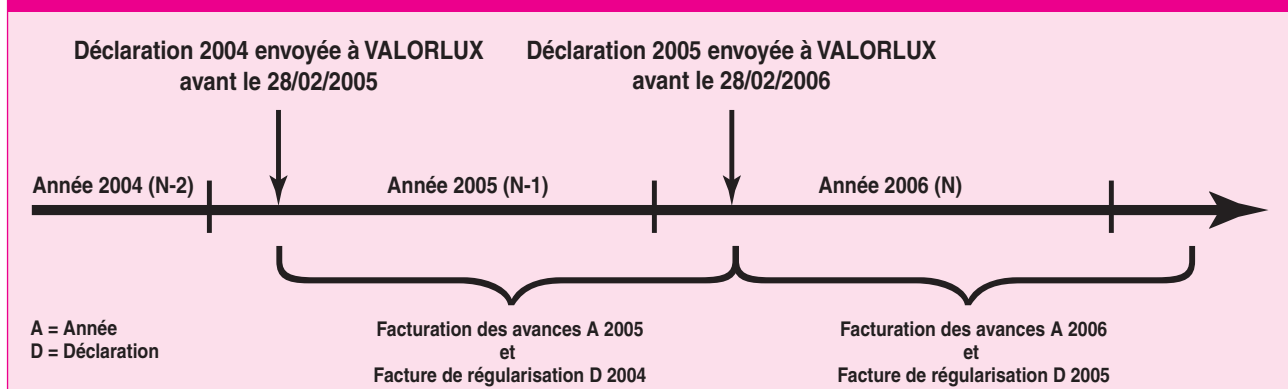 Déclaration 2004 envoyée à VALORLUX
avant le 28/02/2005
Déclaration 2005 envoyée à VALORLUX
avant le 28/02/2006
Année 2004 (N-2)
Année 2005 (N-1)
Année 2006 (N)
A = Année
D = Déclaration
Facturation des avances A 2005
et
Facture de régularisation D 2004
Facturation des avances A 2006
et
Facture de régularisation D 2005